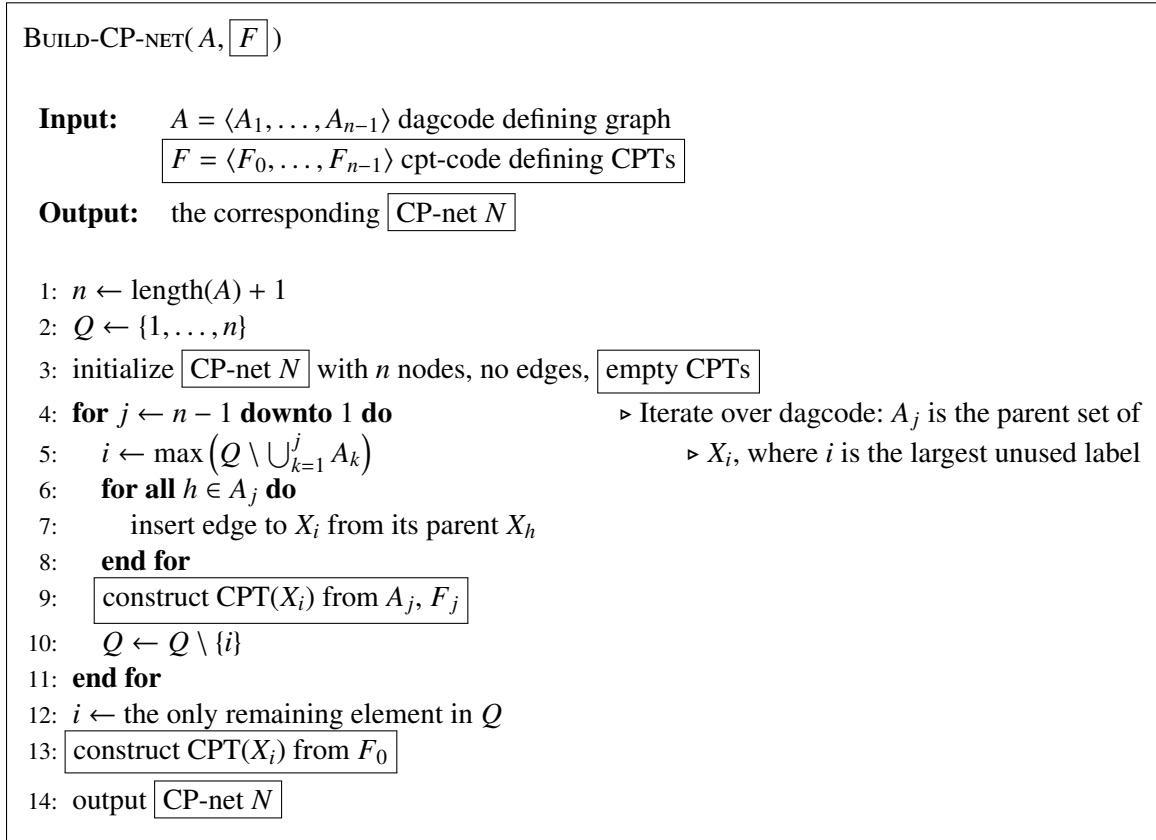 BUILD-CP-NET( A, F )
Input: A = ⟨A₁, . . . , Aₙ₋₁⟩ dagcode defining graph
F = ⟨F₀, . . . , Fₙ₋₁⟩ cpt-code defining CPTs
Output: the corresponding CP-net N
1: n ← length(A) + 1
2: Q ← {1, . . . , n}
3: initialize CP-net N with n nodes, no edges, empty CPTs
4: for j ← n − 1 downto 1 do ▹ Iterate over dagcode: Aⱼ is the parent set of
5: i ← max (Q \ ⋃ʲₖ₌₁ Aₖ) ▹ Xᵢ, where i is the largest unused label
6: for all h ∈ Aⱼ do
7: insert edge to Xᵢ from its parent Xₕ
8: end for
9: construct CPT(Xᵢ) from Aⱼ, Fⱼ
10: Q ← Q \ {i}
11: end for
12: i ← the only remaining element in Q
13: construct CPT(Xᵢ) from F₀
14: output CP-net N